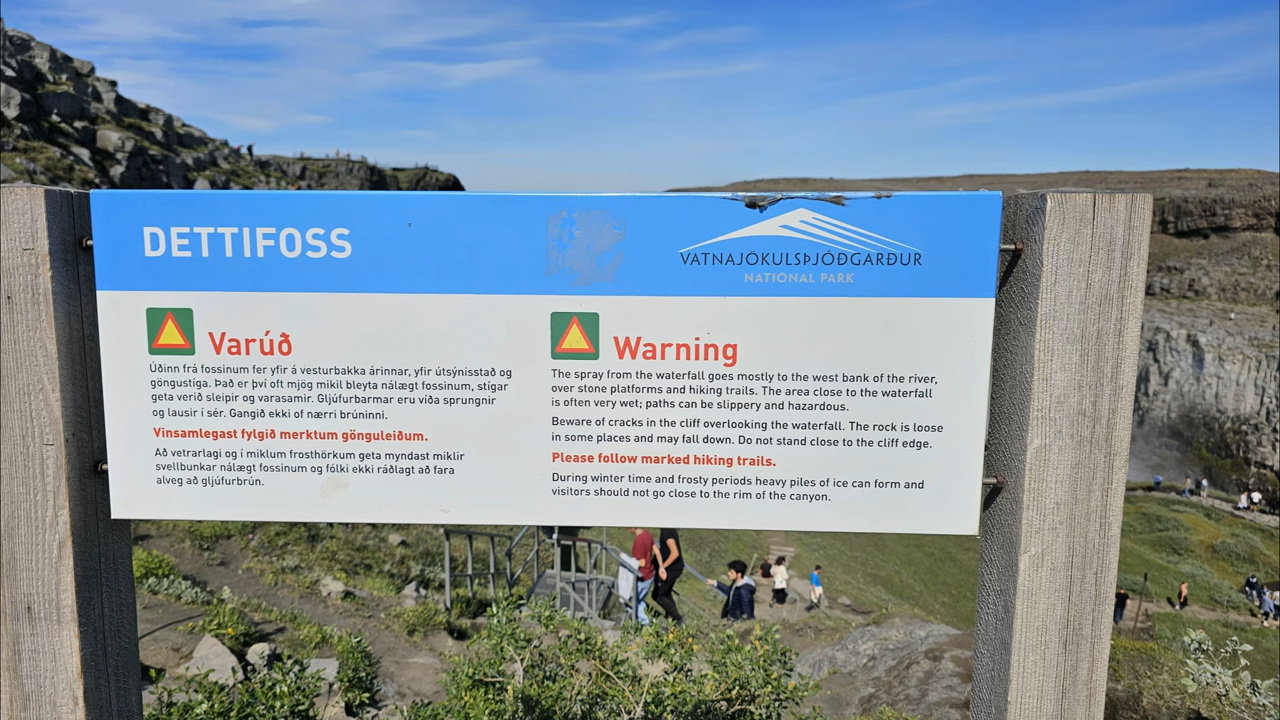 DETTIFOSS
VATNAJÖKULSÞJÓÐGARÐUR
NATIONAL PARK
Varúð
Úðinn frá fossinum fer yfir á vesturbakka árinnar, yfir útsýnisstað og
göngustíga. Það er því oft mjög mikil bleyta nálægt fossinum, stígar
geta verið sleipir og varasamir. Gljúfurbarmar eru víða sprungnir
og lausir í sér. Gangið ekki of nærri brúninni.
Vinsamlegast fylgið merktum gönguleiðum.
Að vetrarlagi og í miklum frosthörkum geta myndast miklir
svellbunkar nálægt fossinum og fólki ekki ráðlagt að fara
alveg að gljúfurbrún.
Warning
The spray from the waterfall goes mostly to the west bank of the river,
over stone platforms and hiking trails. The area close to the waterfall
is often very wet; paths can be slippery and hazardous.
Beware of cracks in the cliff overlooking the waterfall. The rock is loose
in some places and may fall down. Do not stand close to the cliff edge.
Please follow marked hiking trails.
During winter time and frosty periods heavy piles of ice can form and
visitors should not go close to the rim of the canyon.